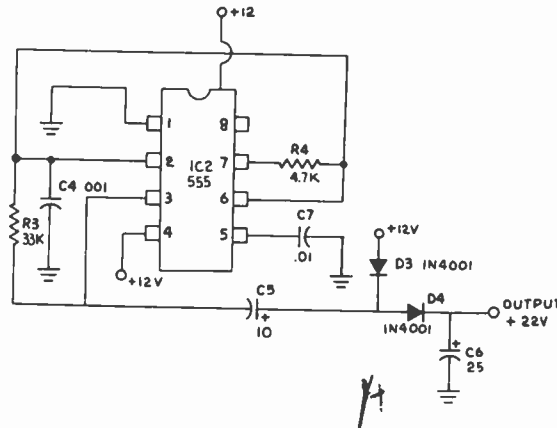 +12
1
8
2
IC2
555
7
R4
4.7K
C4 .001
3
6
R3
33K
4
5
C7
.01
+12V
+12V
D3 1N4001
C5
+
10
D4
1N4001
OUTPUT
+ 22V
+
C6
25